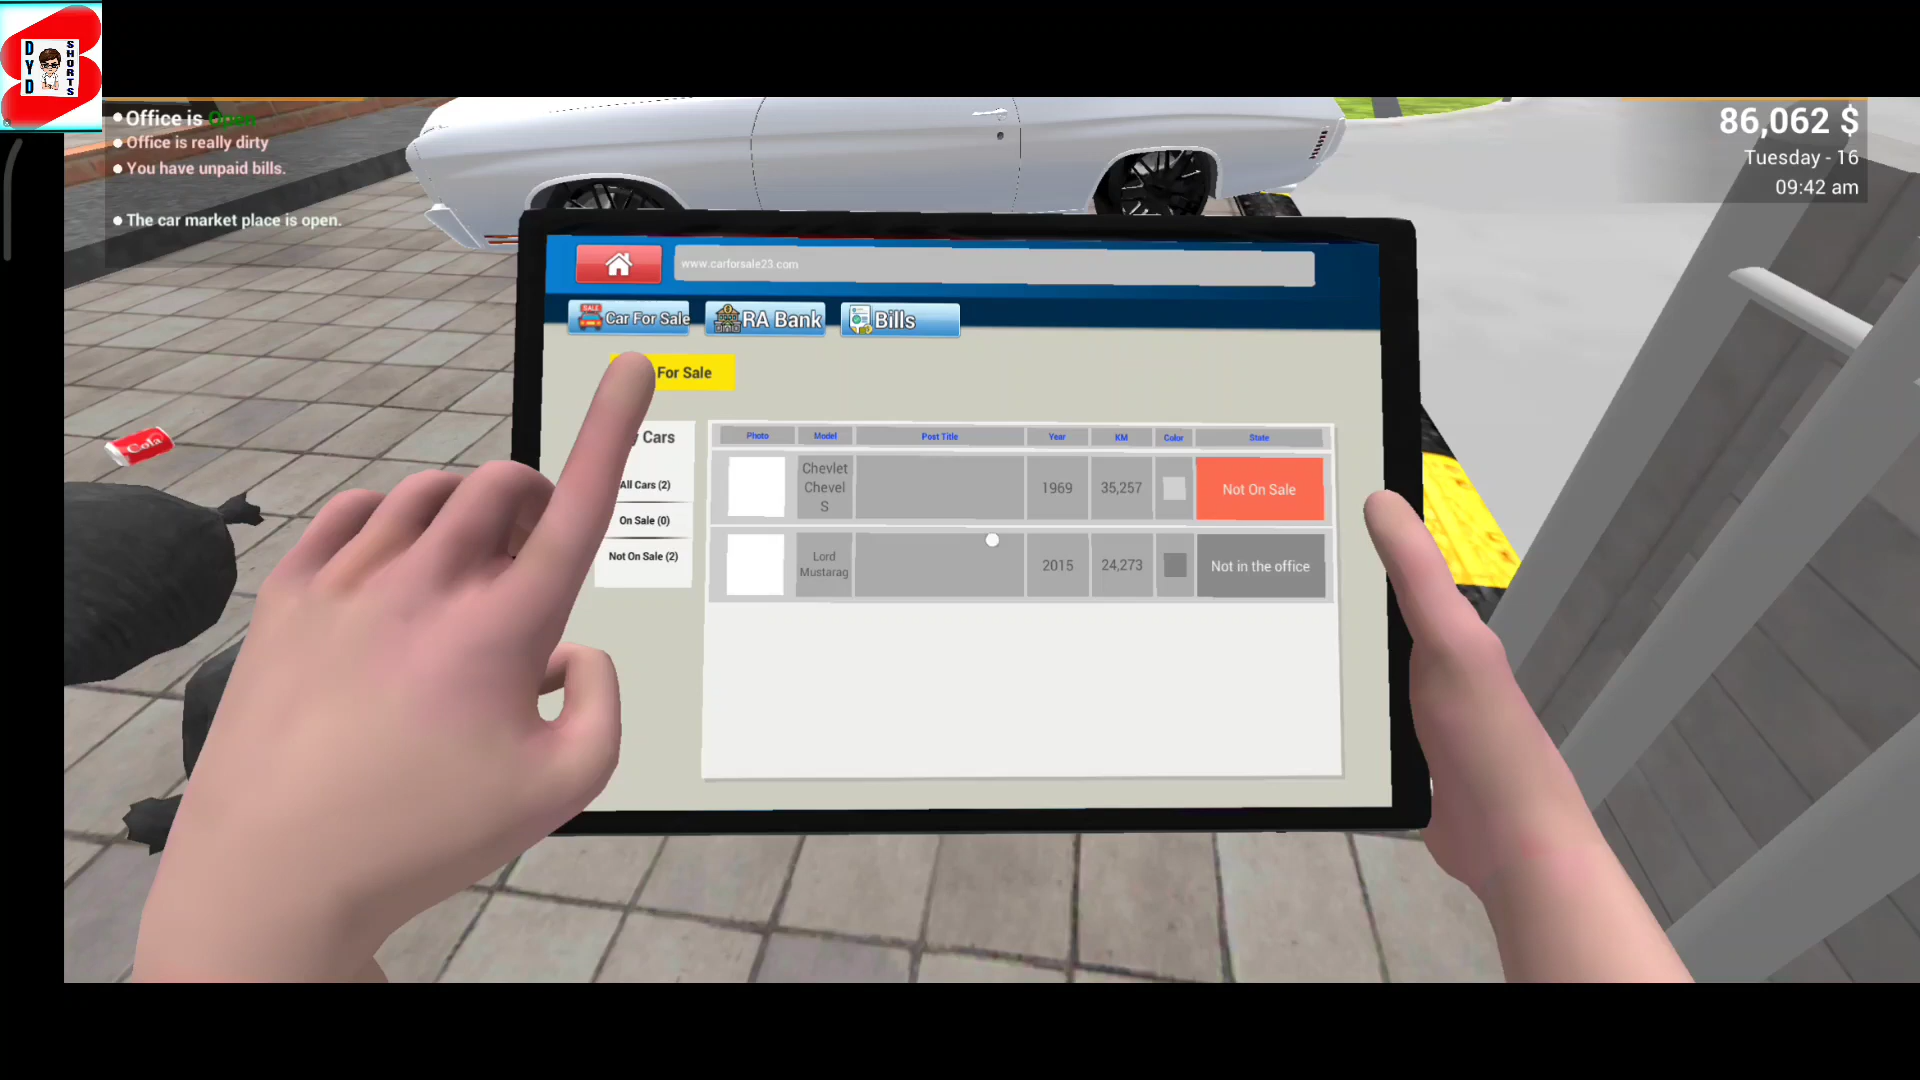 DYD
SHORTS
Office is Open
Office is really dirty
You have unpaid bills.
The car market place is open.
86,062 $
Tuesday - 16
09:42 am
www.carforsale23.com
SALE
Car For Sale
RA Bank
Bills
For Sale
y Cars
All Cars (2)
On Sale (0)
Not On Sale (2)
Photo Model Post Title Year KM Color State
Chevlet
Chevel
S
1969 35,257 Not On Sale
Lord
Mustarag
2015 24,273 Not in the office
Cola